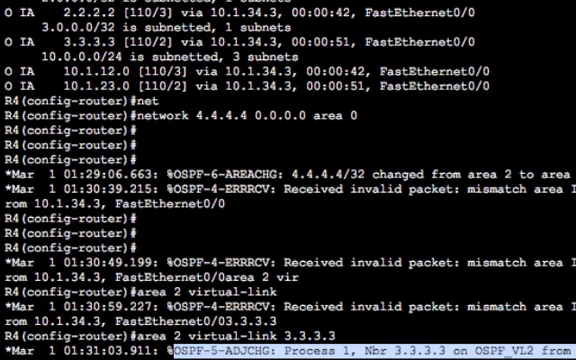 O IA    2.2.2.2 [110/3] via 10.1.34.3, 00:00:42, FastEthernet0/0
3.0.0.0/32 is subnetted, 1 subnets
O IA    3.3.3.3 [110/2] via 10.1.34.3, 00:00:51, FastEthernet0/0
10.0.0.0/24 is subnetted, 3 subnets
O IA    10.1.12.0 [110/3] via 10.1.34.3, 00:00:42, FastEthernet0/0
O IA    10.1.23.0 [110/2] via 10.1.34.3, 00:00:51, FastEthernet0/0
R4(config-router)#net
R4(config-router)#network 4.4.4.4 0.0.0.0 area 0
R4(config-router)#
R4(config-router)#
R4(config-router)#
*Mar  1 01:29:06.663: %OSPF-6-AREACHG: 4.4.4.4/32 changed from area 2 to area
*Mar  1 01:30:39.215: %OSPF-4-ERRRCV: Received invalid packet: mismatch area I
rom 10.1.34.3, FastEthernet0/0
R4(config-router)#
R4(config-router)#
R4(config-router)#
*Mar  1 01:30:49.199: %OSPF-4-ERRRCV: Received invalid packet: mismatch area I
rom 10.1.34.3, FastEthernet0/0area 2 vir
R4(config-router)#area 2 virtual-link
*Mar  1 01:30:59.227: %OSPF-4-ERRRCV: Received invalid packet: mismatch area I
rom 10.1.34.3, FastEthernet0/03.3.3.3
R4(config-router)#area 2 virtual-link 3.3.3.3
*Mar  1 01:31:03.911: %OSPF-5-ADJCHG: Process 1, Nbr 3.3.3.3 on OSPF_VL2 from